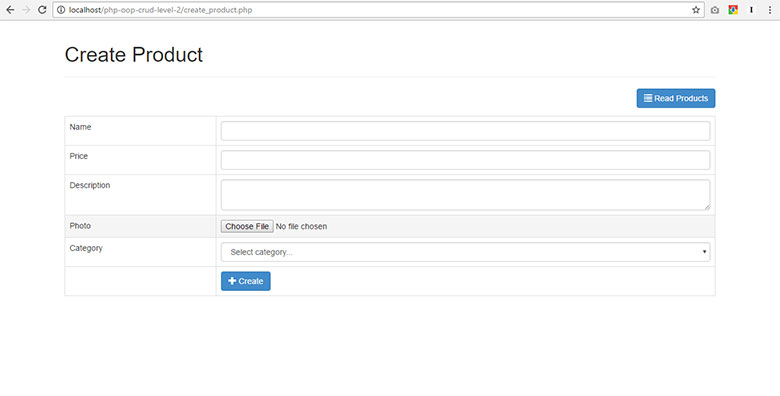 localhost/php-oop-crud-level-2/create_product.php
Create Product
Read Products
Name
Price
Description
Photo
Choose File No file chosen
Category
Select category...
Create